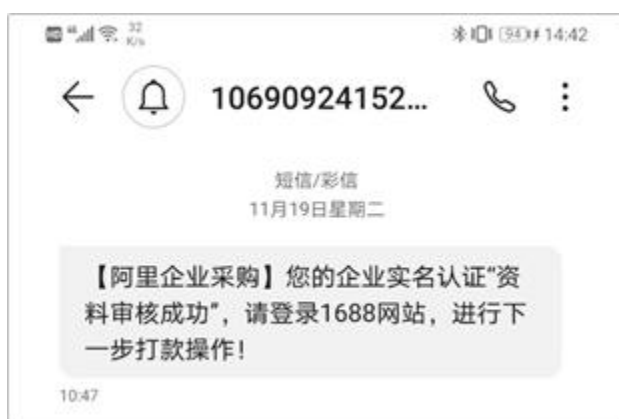 32
K/s
94
14:42
10690924152...
短信/彩信
11月19日星期二
【阿里企业采购】您的企业实名认证“资
料审核成功”，请登录1688网站，进行下
一步打款操作！
10:47